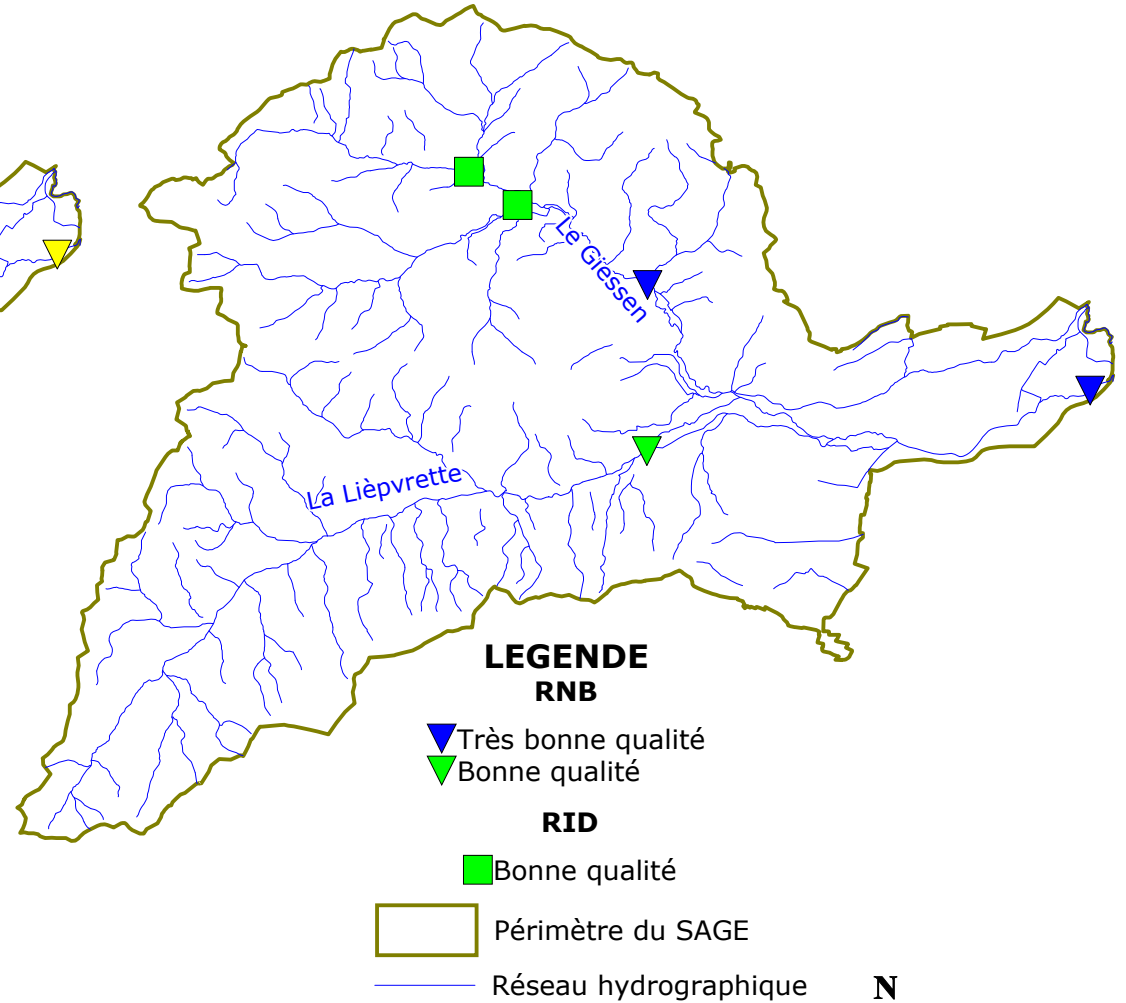 Le Giessen
La Lièpvrette
LEGENDE
RNB
Très bonne qualité
Bonne qualité
RID
Bonne qualité
Périmètre du SAGE
Réseau hydrographique
N